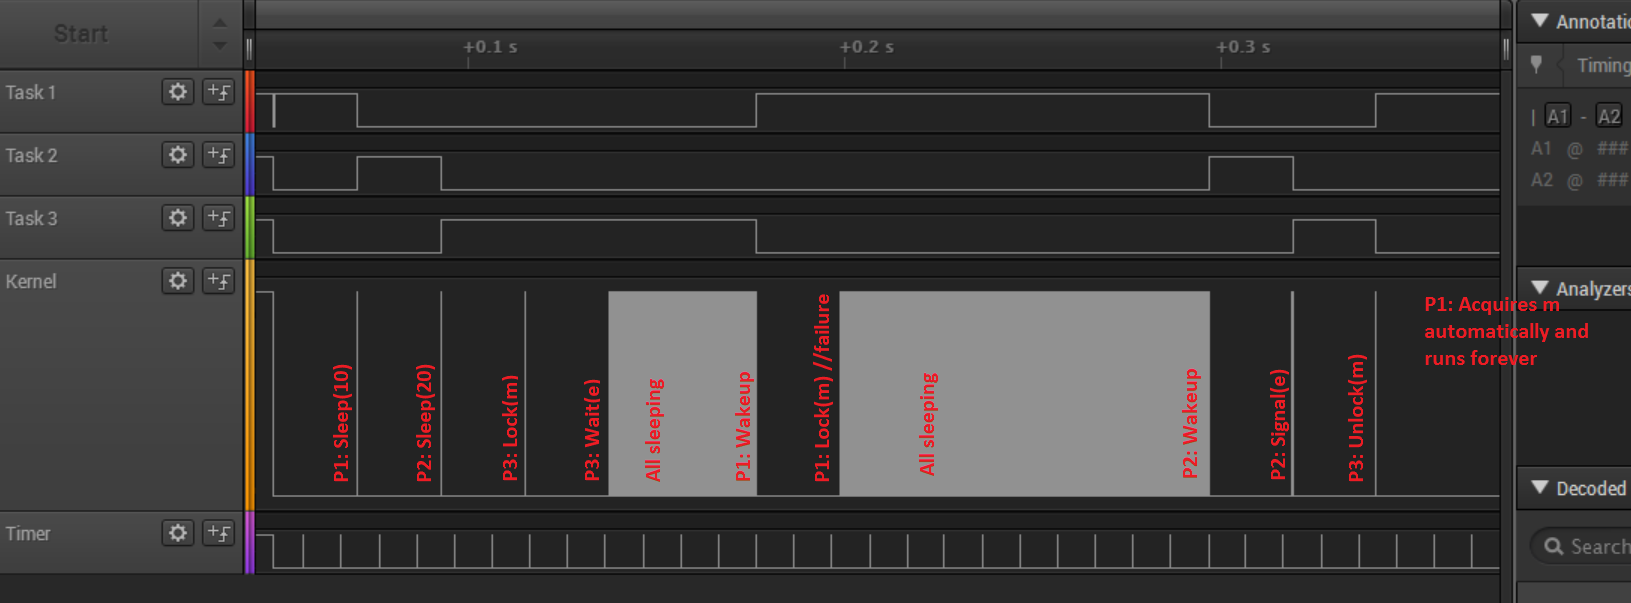 Start
+0.1 s
+0.2 s
+0.3 s
Annotatio
Timing
Task 1
| A1 - A2
A1 @ ###
A2 @ ###
Task 2
Task 3
Kernel
Analyzers
P1: Sleep(10)
P2: Sleep(20)
P3: Lock(m)
P3: Wait(e)
All sleeping
P1: Wakeup
P1: Lock(m) //failure
All sleeping
P2: Wakeup
P2: Signal(e)
P3: Unlock(m)
P1: Acquires m
automatically and
runs forever
Decoded
Timer
Search